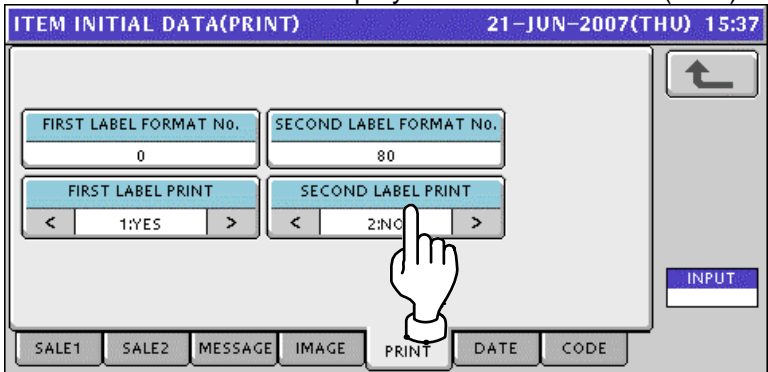 ITEM INITIAL DATA(PRINT) 21-JUN-2007(THU) 15:37
FIRST LABEL FORMAT No. SECOND LABEL FORMAT No.
0 80
FIRST LABEL PRINT SECOND LABEL PRINT
< 1:YES > < 2:NO >
INPUT
SALE1 SALE2 MESSAGE IMAGE PRINT DATE CODE